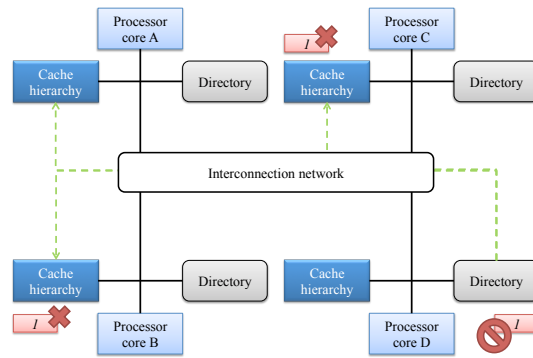 Processor
core A
Processor
core C
1
Cache
hierarchy
Directory
Cache
hierarchy
Directory
Interconnection network
Cache
hierarchy
Directory
Cache
hierarchy
Directory
1
Processor
core B
Processor
core D
1